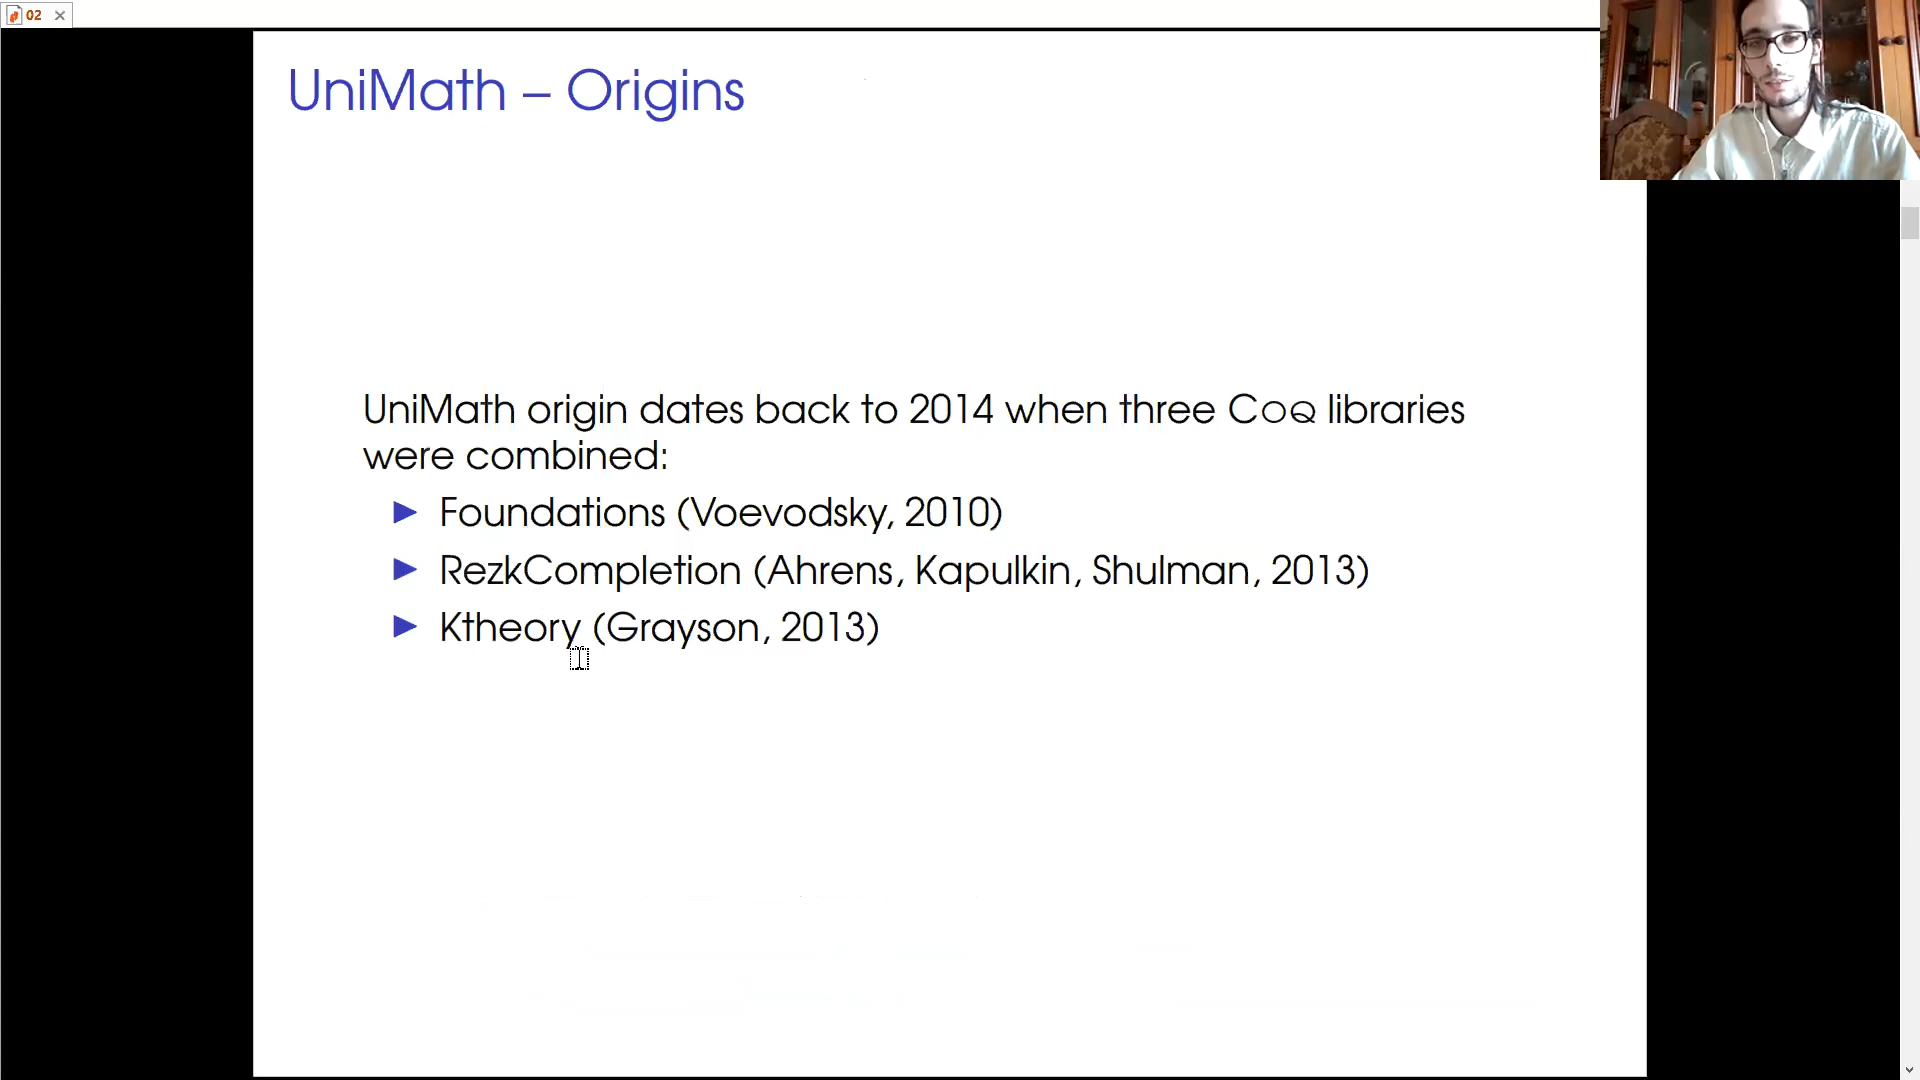 02
UniMath – Origins
UniMath origin dates back to 2014 when three COQ libraries
were combined:
▶ Foundations (Voevodsky, 2010)
▶ RezkCompletion (Ahrens, Kapulkin, Shulman, 2013)
▶ Ktheory (Grayson, 2013)